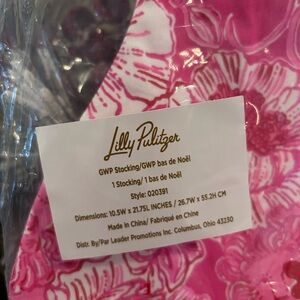 Lilly Pulitzer
GWP Stocking/GWP bas de Noël
1 Stocking/ 1 bas de Noël
Style: 020391
Dimensions: 10.5W x 21.75L INCHES / 26.7W x 55.2H CM
Made in China/ Fabriqué en Chine
Distr. By/Par Leader Promotions Inc. Columbus, Ohio 43230